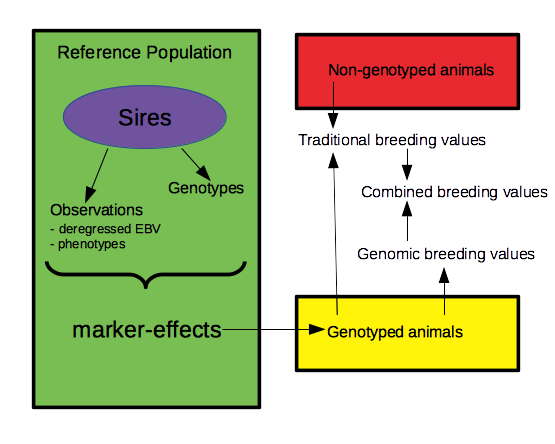 Reference Population
Sires
Genotypes
Observations
- deregressed EBV
- phenotypes
marker-effects
Non-genotyped animals
Traditional breeding values
Combined breeding values
Genomic breeding values
Genotyped animals